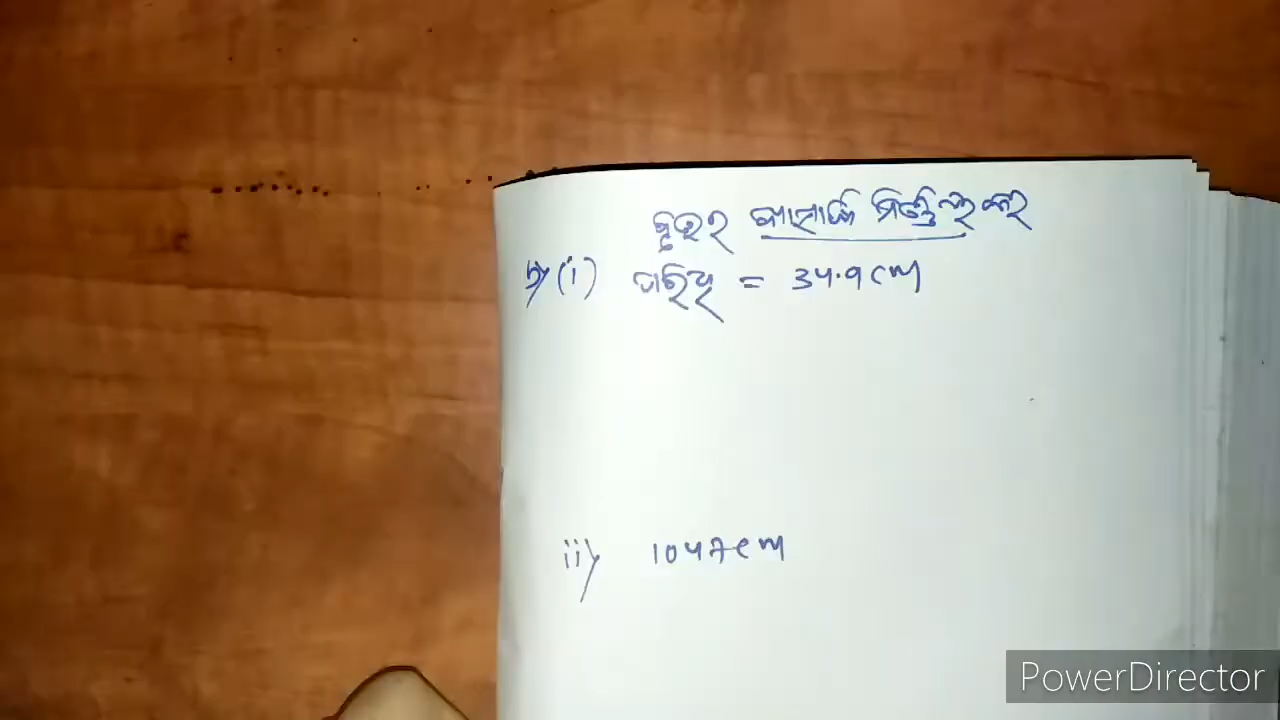 ବୃତ୍ତର ବ୍ୟାସାର୍ଦ୍ଧ ନିର୍ଣ୍ଣୟ କର
b) (i) ପରିଧି = 34.9 cm
ii) 1047 cm
PowerDirector